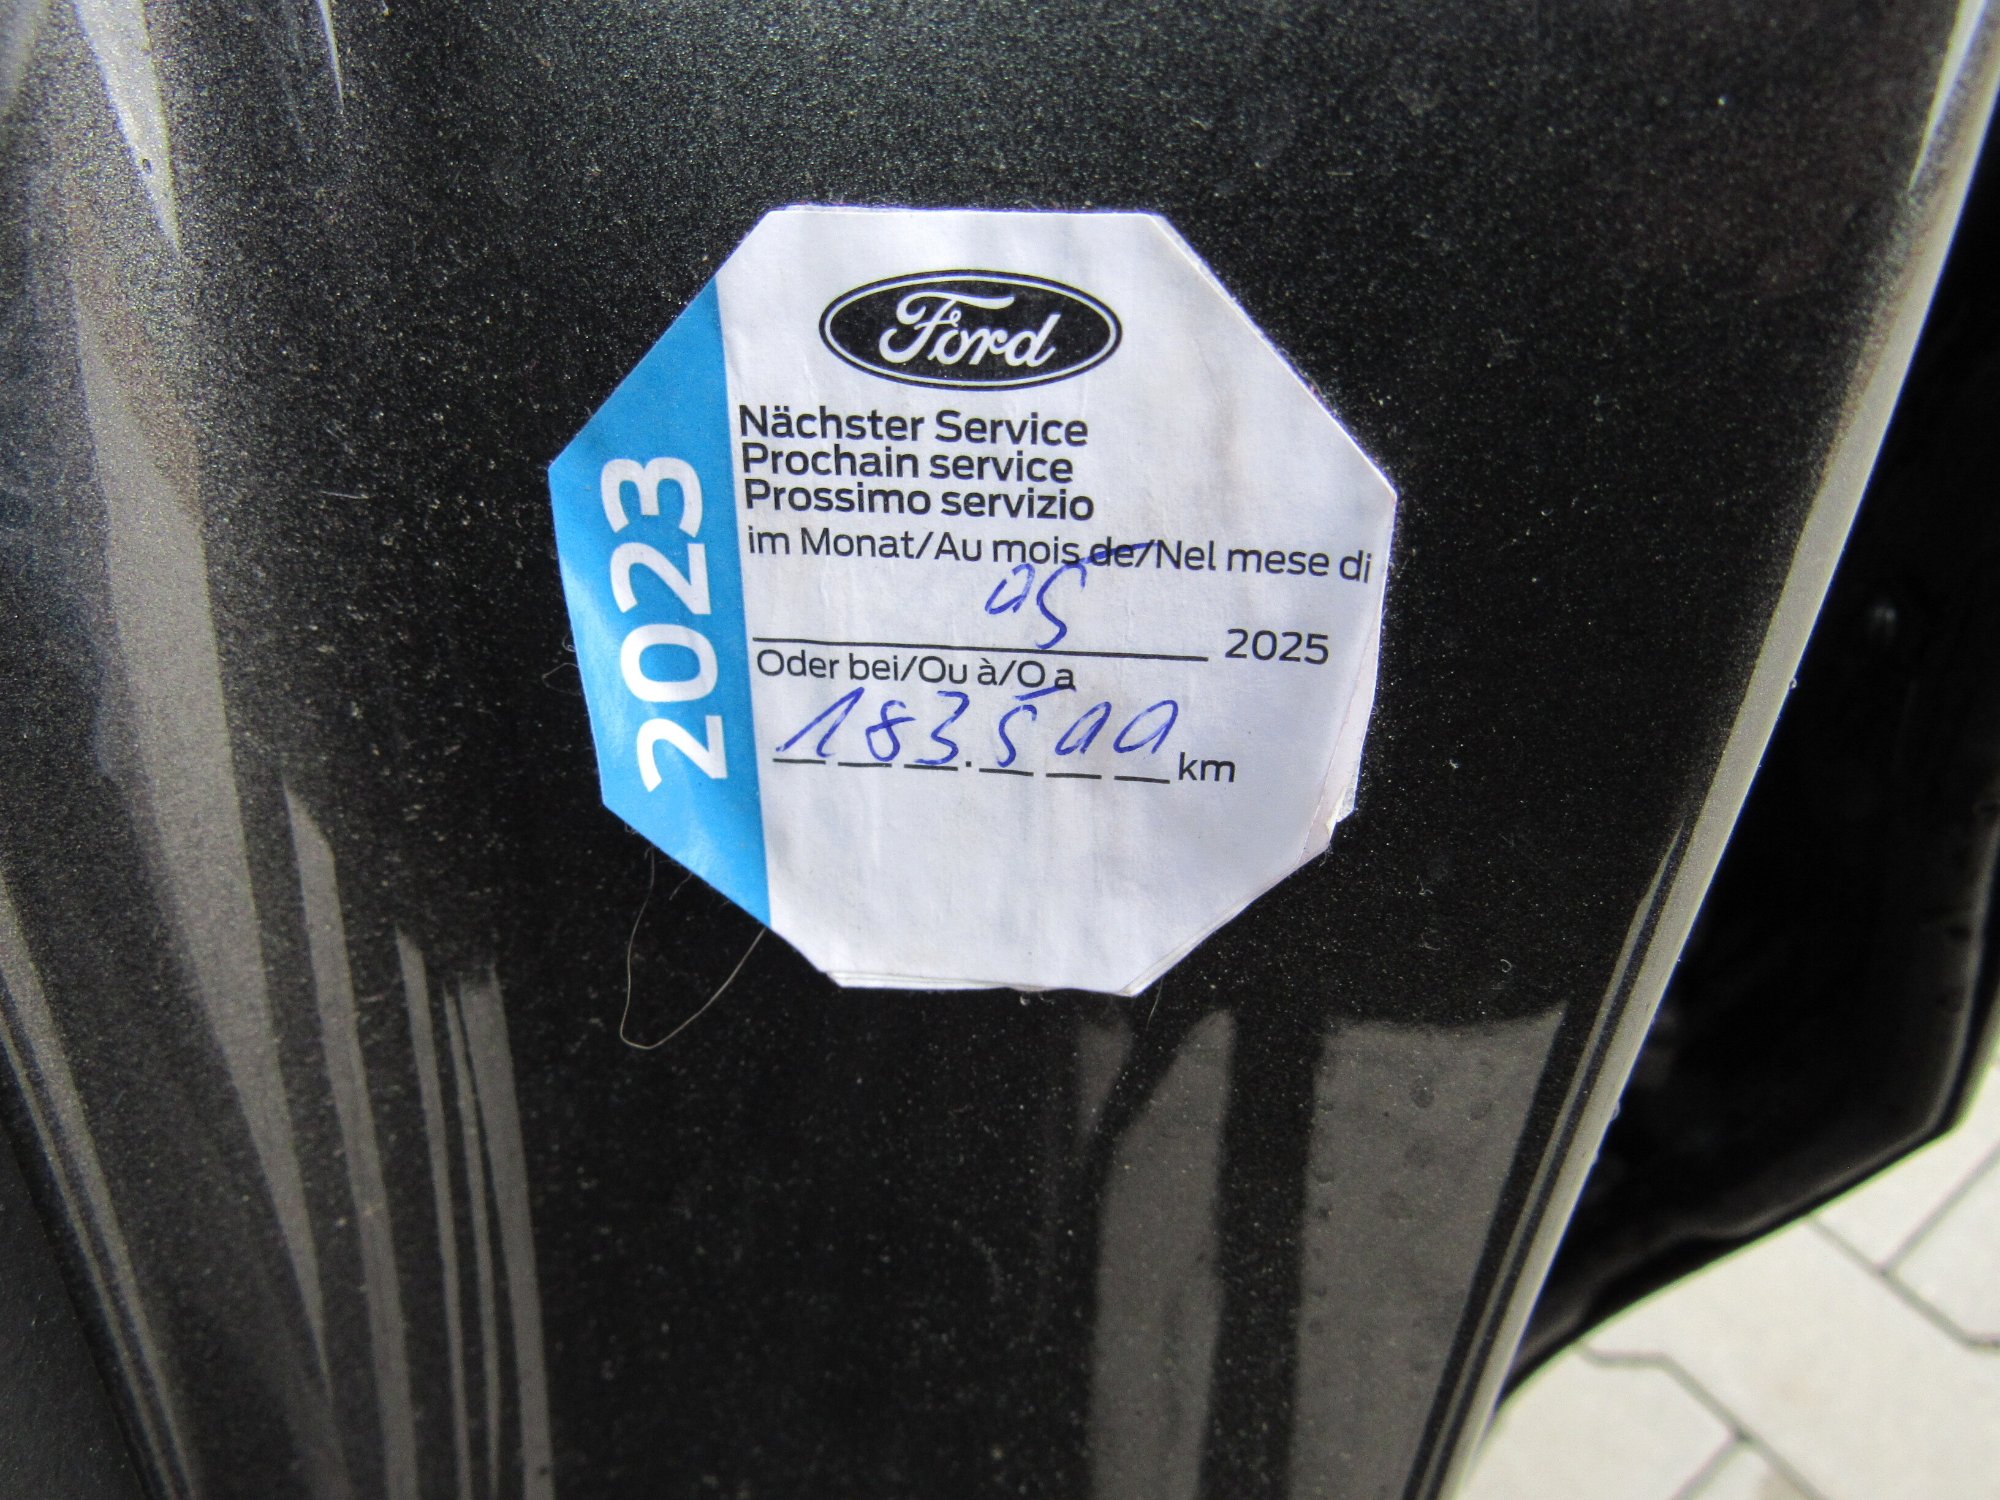 Ford
Nächster Service
Prochain service
Prossimo servizio
im Monat/Au mois de/Nel mese di
05 2025
Oder bei/Ou à/O a
183.500 km
2023